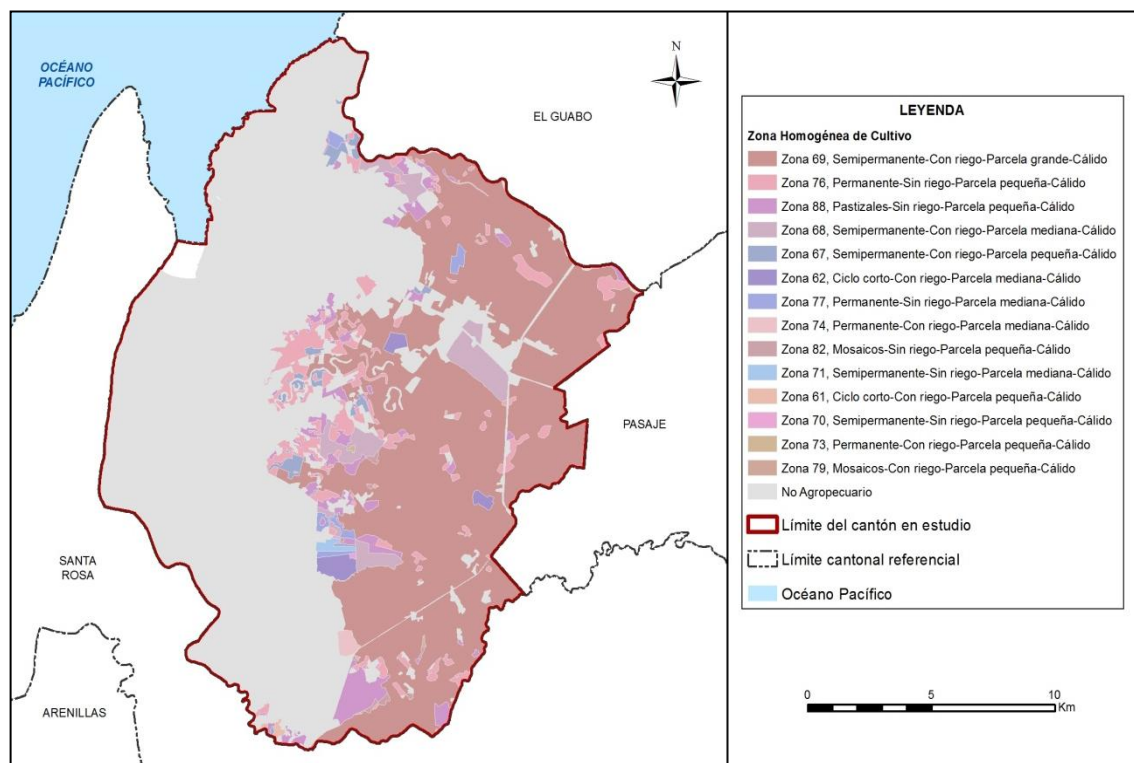 OCÉANO
PACÍFICO
N
EL GUABO
PASAJE
SANTA
ROSA
ARENILLAS
LEYENDA
Zona Homogénea de Cultivo
Zona 69, Semipermanente-Con riego-Parcela grande-Cálido
Zona 76, Permanente-Sin riego-Parcela pequeña-Cálido
Zona 88, Pastizales-Sin riego-Parcela pequeña-Cálido
Zona 68, Semipermanente-Con riego-Parcela mediana-Cálido
Zona 67, Semipermanente-Con riego-Parcela pequeña-Cálido
Zona 62, Ciclo corto-Con riego-Parcela mediana-Cálido
Zona 77, Permanente-Sin riego-Parcela mediana-Cálido
Zona 74, Permanente-Con riego-Parcela mediana-Cálido
Zona 82, Mosaicos-Sin riego-Parcela pequeña-Cálido
Zona 71, Semipermanente-Sin riego-Parcela mediana-Cálido
Zona 61, Ciclo corto-Con riego-Parcela pequeña-Cálido
Zona 70, Semipermanente-Sin riego-Parcela pequeña-Cálido
Zona 73, Permanente-Con riego-Parcela pequeña-Cálido
Zona 79, Mosaicos-Con riego-Parcela pequeña-Cálido
No Agropecuario
Límite del cantón en estudio
Límite cantonal referencial
Océano Pacífico
0 5 10
Km